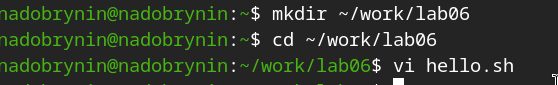 nadobrynin@nadobrynin:~$ mkdir ~/work/lab06
nadobrynin@nadobrynin:~$ cd ~/work/lab06
nadobrynin@nadobrynin:~/work/lab06$ vi hello.sh